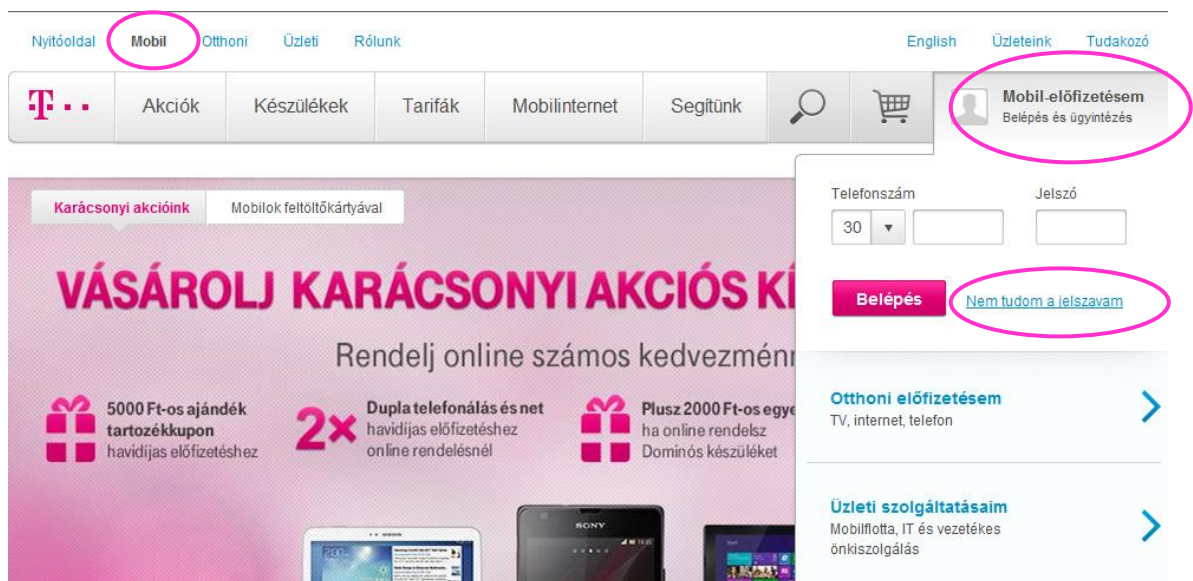 Nyitóoldal Mobil Otthoni Üzleti Rólunk English Üzleteink Tudakozó
T Akciók Készülékek Tarifák Mobilinternet Segítünk Mobil-előfizetésem
Belépés és ügyintézés
Telefonszám Jelszó
30
Belépés Nem tudom a jelszavam
Otthoni előfizetésem
TV, internet, telefon
Üzleti szolgáltatásaim
Mobilflotta, IT és vezetékes
önkiszolgálás
Karácsonyi akcióink Mobilok feltöltőkártyával
VÁSÁROLJ KARÁCSONYI AKCIÓS KÍ
Rendelj online számos kedvezménn
5000 Ft-os ajándék
tartozékkupon
havidíjas előfizetéshez
2x
Dupla telefonálás és net
havidíjas előfizetéshez
online rendelésnél
Plusz 2000 Ft-os egye
ha online rendelsz
Dominós készüléket
SONY